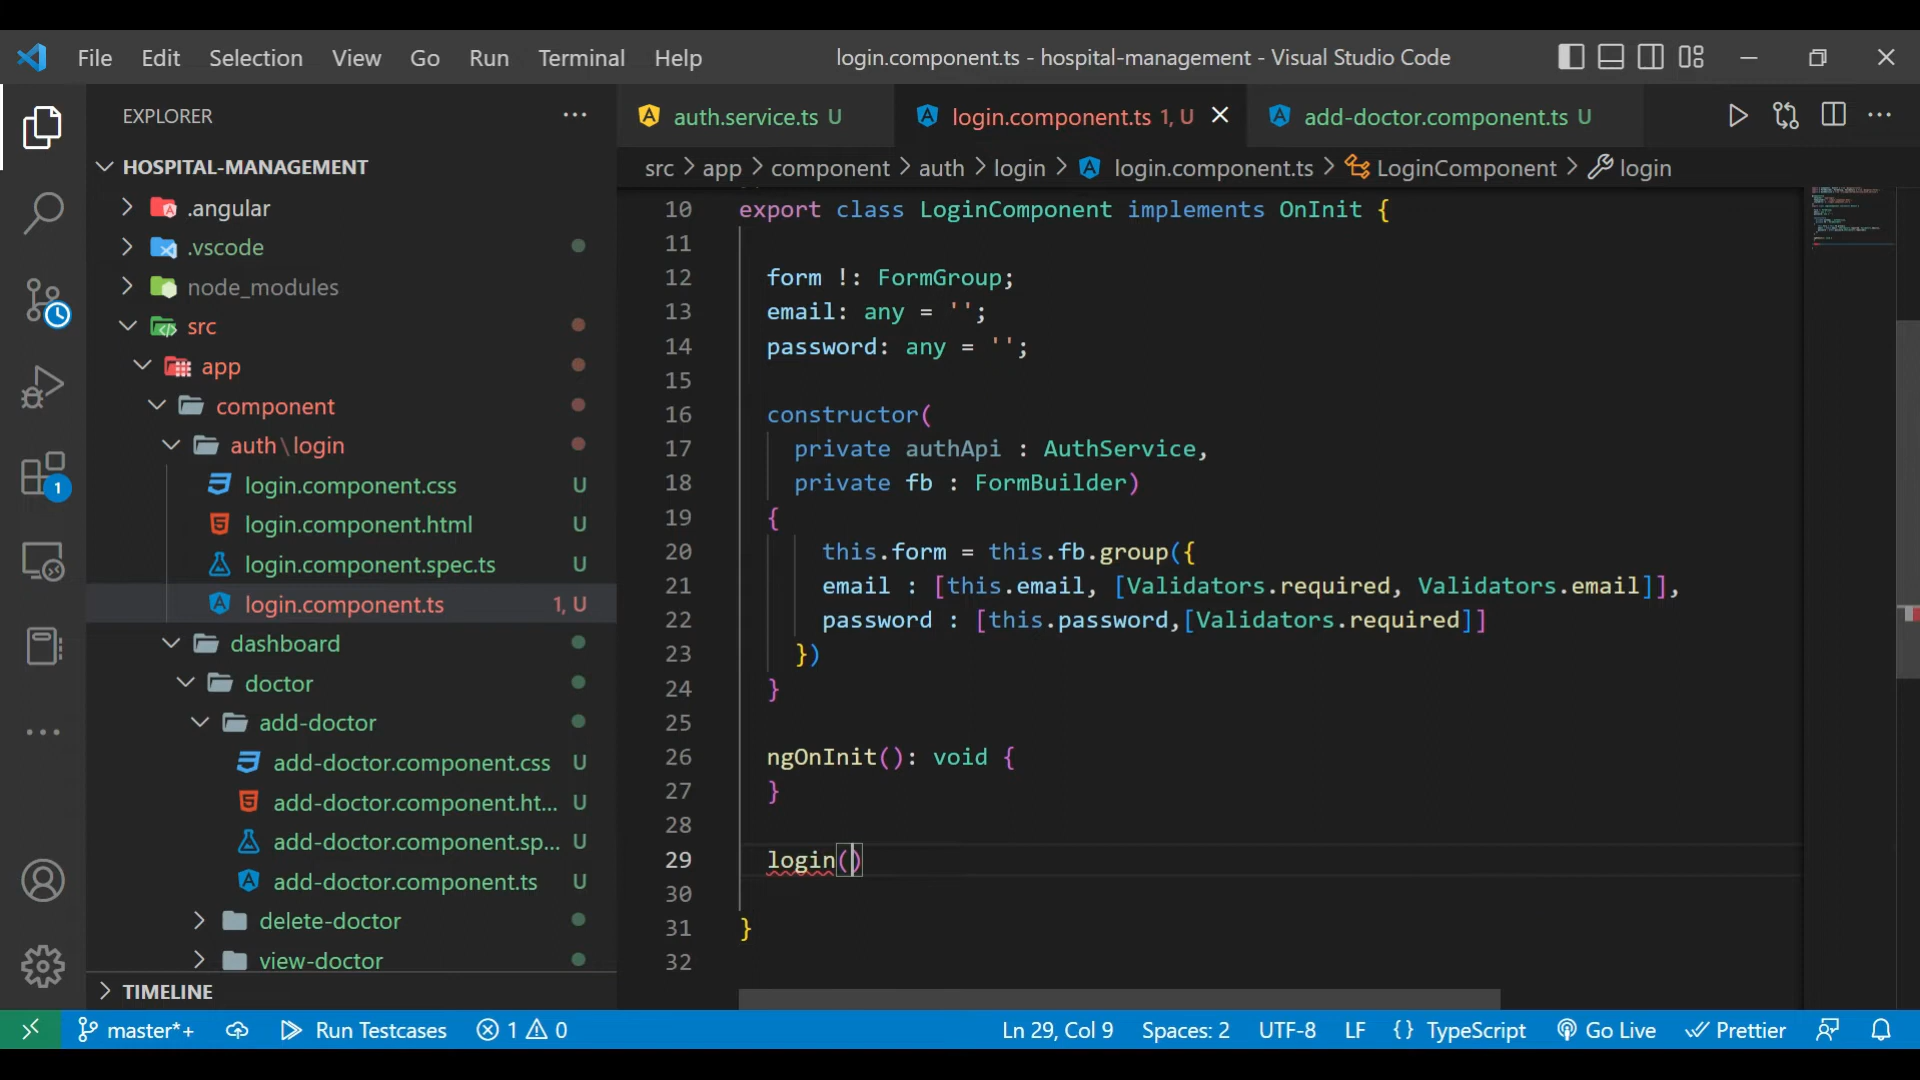 File Edit Selection View Go Run Terminal Help
login.component.ts - hospital-management - Visual Studio Code
EXPLORER
HOSPITAL-MANAGEMENT
.angular
.vscode
node_modules
src
app
component
auth\login
login.component.css U
login.component.html U
login.component.spec.ts U
login.component.ts 1, U
dashboard
doctor
add-doctor
add-doctor.component.css U
add-doctor.component.ht... U
add-doctor.component.sp... U
add-doctor.component.ts U
delete-doctor
view-doctor
TIMELINE
1
auth.service.ts U
login.component.ts 1, U
add-doctor.component.ts U
src > app > component > auth > login > login.component.ts > LoginComponent > login
10 export class LoginComponent implements OnInit {
11
12 form !: FormGroup;
13 email: any = '';
14 password: any = '';
15
16 constructor(
17 private authApi : AuthService,
18 private fb : FormBuilder)
19 {
20 this.form = this.fb.group({
21 email : [this.email, [Validators.required, Validators.email]],
22 password : [this.password,[Validators.required]]
23 })
24 }
25
26 ngOnInit(): void {
27 }
28
29 login()
30
31 }
32
master*+ Run Testcases 1 0
Ln 29, Col 9 Spaces: 2 UTF-8 LF {} TypeScript Go Live Prettier